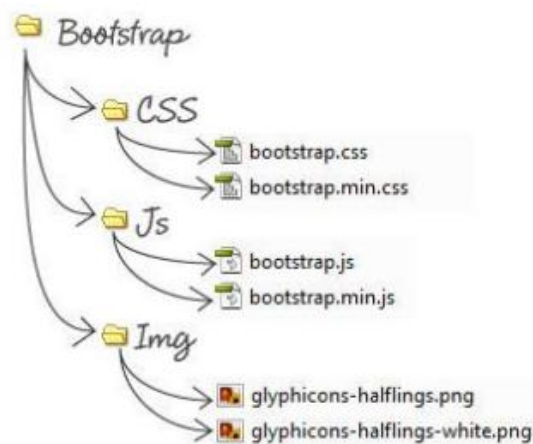 Bootstrap
CSS
bootstrap.css
bootstrap.min.css
Js
bootstrap.js
bootstrap.min.js
Img
glyphicons-halflings.png
glyphicons-halflings-white.png